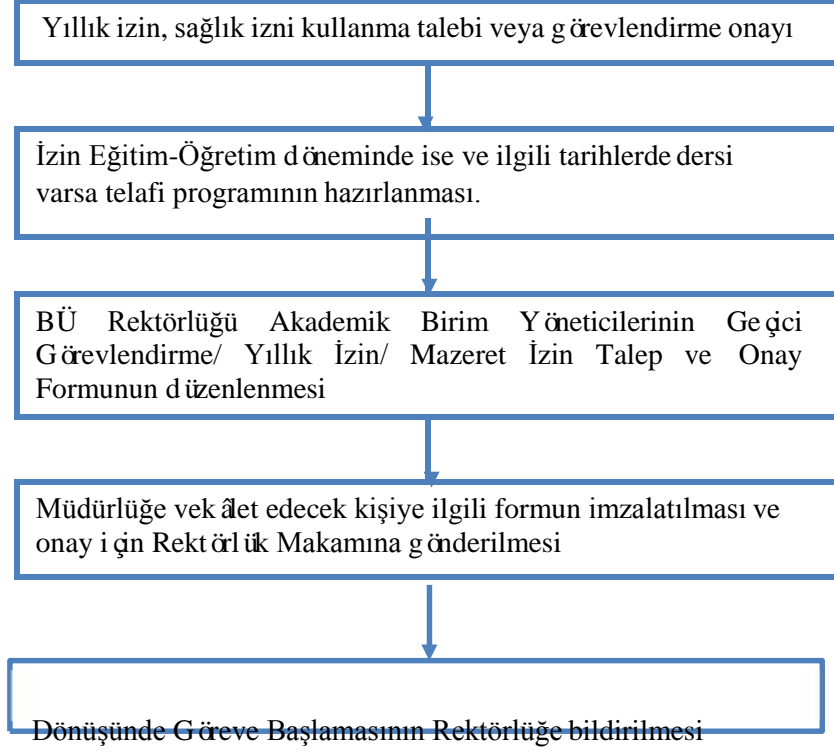 Yıllık izin, sağlık izni kullanma talebi veya görevlendirme onayı
İzin Eğitim-Öğretim döneminde ise ve ilgili tarihlerde dersi
varsa telafi programının hazırlanması.
BÜ Rektörlüğü Akademik Birim Yöneticilerinin Geçici
Görevlendirme/ Yıllık İzin/ Mazeret İzin Talep ve Onay
Formunun düzenlenmesi
Müdürlüğe vekâlet edecek kişiye ilgili formun imzalatılması ve
onay için Rektörlük Makamına gönderilmesi
Dönüşünde Göreve Başlamasının Rektörlüğe bildirilmesi